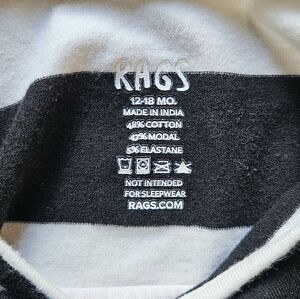 RAGS
12-18 MO.
MADE IN INDIA
48% COTTON
47% MODAL
5% ELASTANE
NOT INTENDED
FOR SLEEPWEAR
RAGS.COM